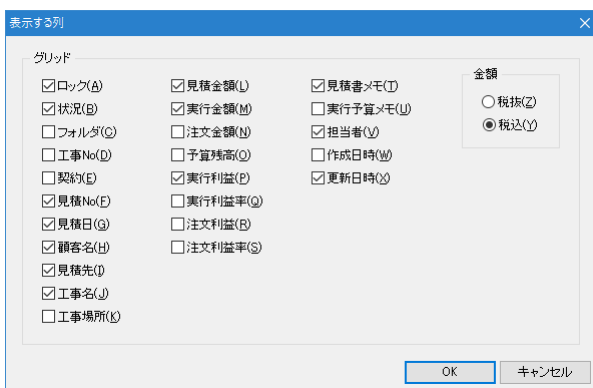 表示する列
グリッド
ロック(A)
状況(B)
フォルダ(C)
工事No(D)
契約(E)
見積No(F)
見積日(G)
顧客名(H)
見積先(I)
工事名(J)
工事場所(K)
見積金額(L)
実行金額(M)
注文金額(N)
予算残高(O)
実行利益(P)
実行利益率(Q)
注文利益(R)
注文利益率(S)
見積書メモ(T)
実行予算メモ(U)
担当者(V)
作成日時(W)
更新日時(X)
金額
税抜(Z)
税込(Y)
OK
キャンセル